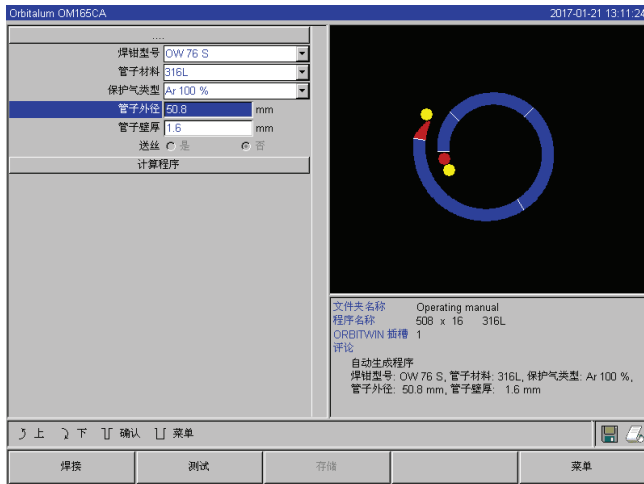 Orbitalum OM165CA 2017-01-21 13:11:24
....
焊钳型号 OW 76 S
管子材料 316L
保护气类型 Ar 100 %
管子外径 50.8 mm
管子壁厚 1.6 mm
送丝 是 否
计算程序
文件夹名称 Operating manual
程序名称 508 x 16 316L
ORBITWIN 插槽 1
评论
自动生成程序
焊钳型号: OW 76 S, 管子材料: 316L, 保护气类型: Ar 100 %,
管子外径: 50.8 mm, 管子壁厚: 1.6 mm
上 下 确认 菜单
焊接 测试 存储 菜单